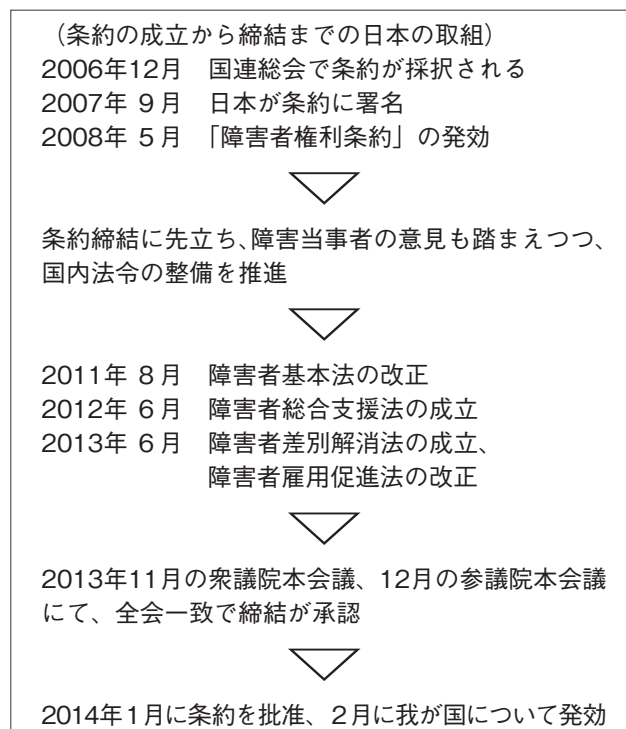 （条約の成立から締結までの日本の取組）
2006年12月　国連総会で条約が採択される
2007年 9 月　日本が条約に署名
2008年 5 月　「障害者権利条約」の発効
条約締結に先立ち、障害当事者の意見も踏まえつつ、
国内法令の整備を推進
2011年 8 月　障害者基本法の改正
2012年 6 月　障害者総合支援法の成立
2013年 6 月　障害者差別解消法の成立、
障害者雇用促進法の改正
2013年11月の衆議院本会議、12月の参議院本会議
にて、全会一致で締結が承認
2014年1月に条約を批准、2月に我が国について発効